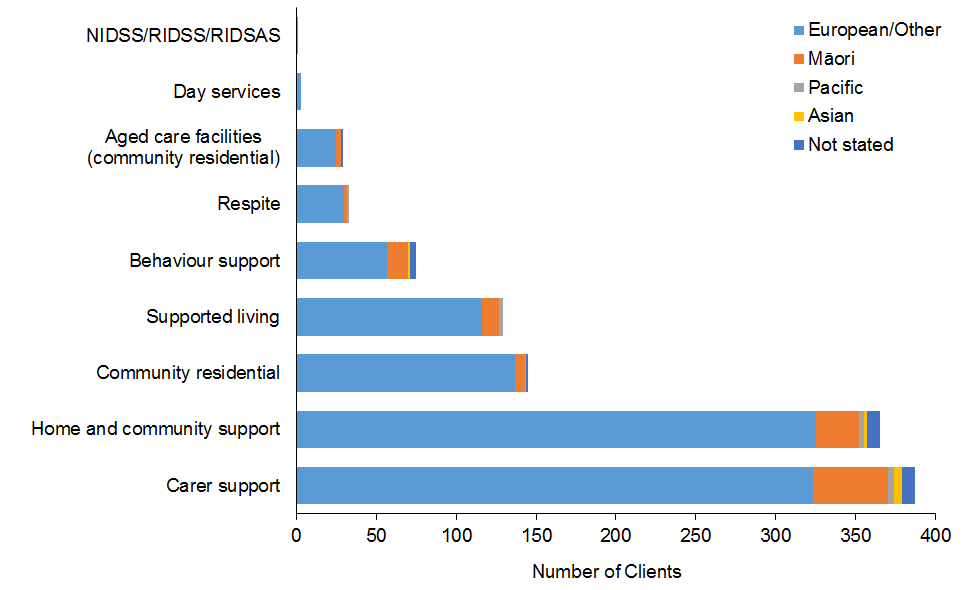 NIDSS/RIDSS/RIDSAS
Day services
Aged care facilities
(community residential)
Respite
Behaviour support
Supported living
Community residential
Home and community support
Carer support
0 50 100 150 200 250 300 350 400
Number of Clients
European/Other
Māori
Pacific
Asian
Not stated